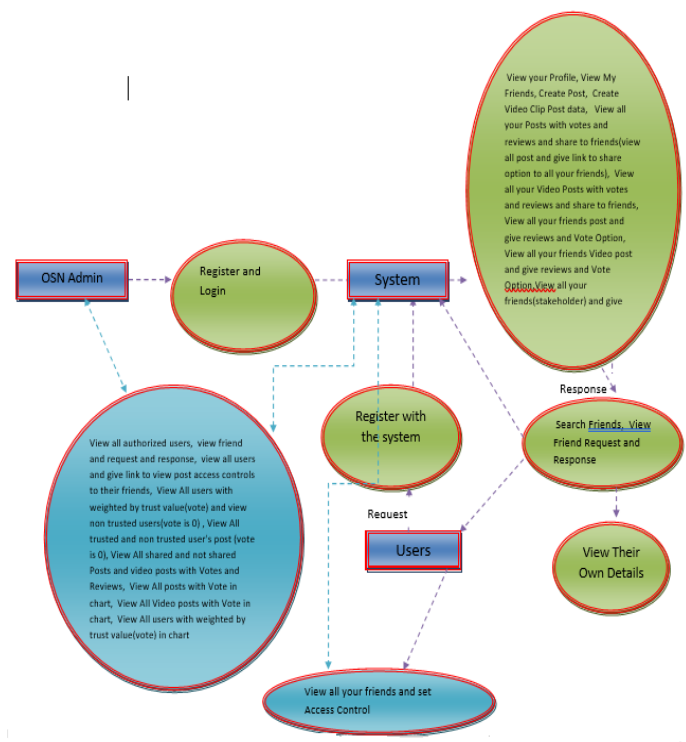 View your Profile, View My
Friends, Create Post, Create
Video Clip Post data, View all
your Posts with votes and
reviews and share to friends(view
all post and give link to share
option to all your friends), View
all your Video Posts with votes
and reviews and share to friends,
View all your friends post and
give reviews and Vote Option,
View all your friends Video post
and give reviews and Vote
Option,View all your
friends(stakeholder) and give
OSN Admin
Register and
Login
System
Response
Search Friends, View
Friend Request and
Response
Register with
the system
View all authorized users, view friend
and request and response, view all users
and give link to view post access controls
to their friends, View All users with
weighted by trust value(vote) and view
non trusted users(vote is 0) , View All
trusted and non trusted user's post (vote
is 0), View All shared and not shared
Posts and video posts with Votes and
Reviews, View All posts with Vote in
chart, View All Video posts with Vote in
chart, View All users with weighted by
trust value(vote) in chart
Request
Users
View Their
Own Details
View all your friends and set
Access Control